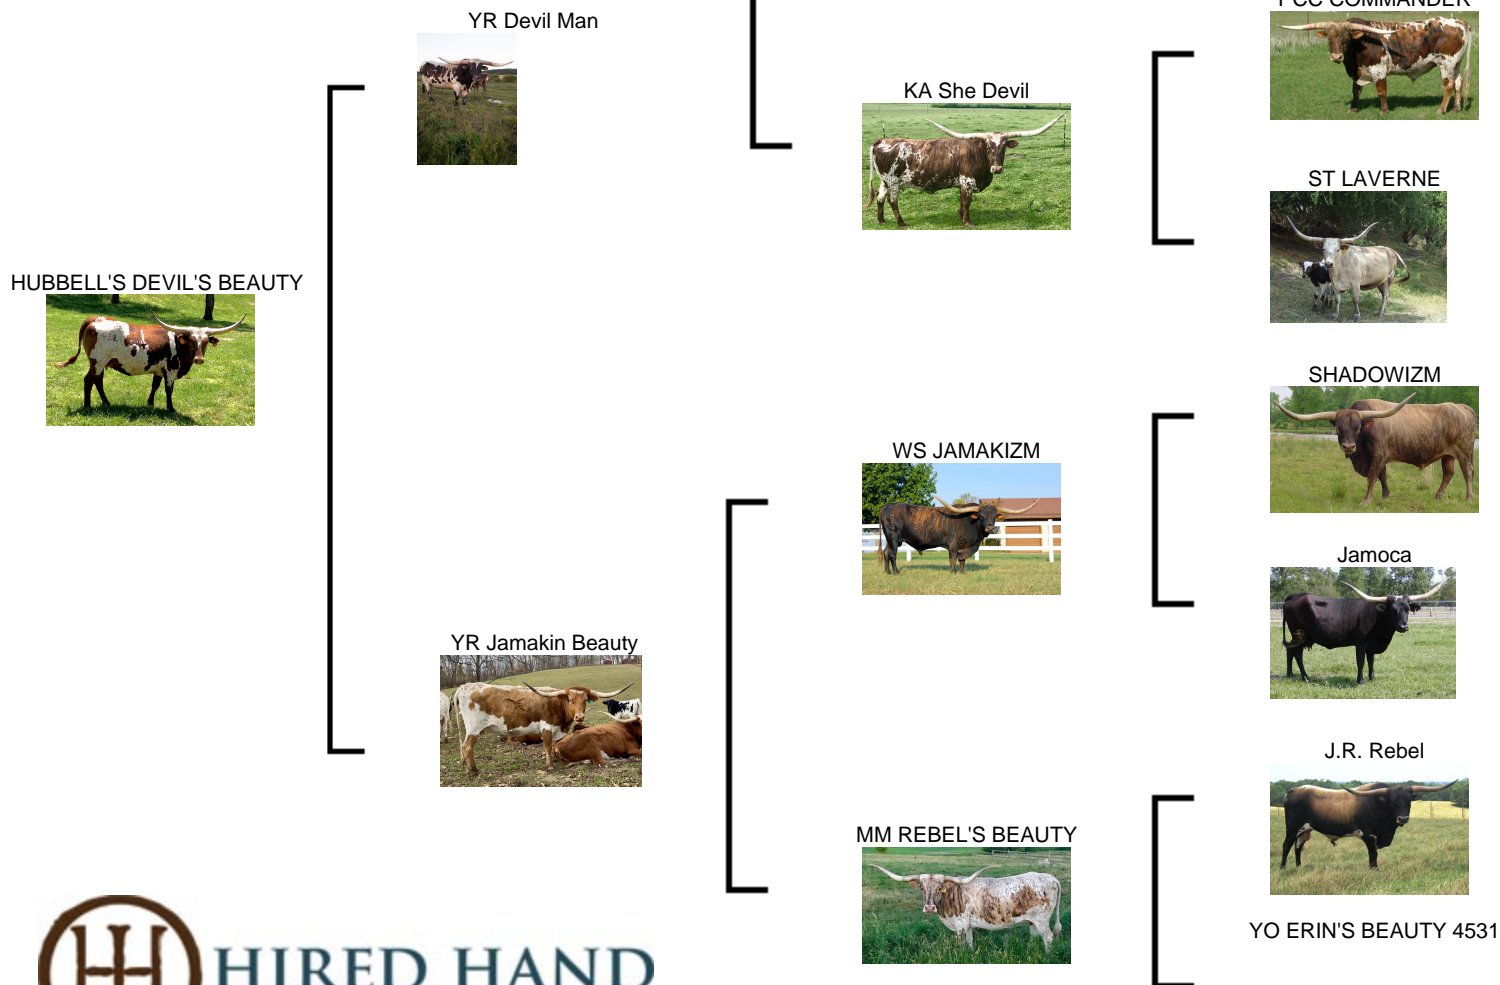 YR Devil Man
KA She Devil
ST LAVERNE
HUBBELL'S DEVIL'S BEAUTY
SHADOWIZM
WS JAMAKIZM
Jamoca
YR Jamakin Beauty
J.R. Rebel
MM REBEL'S BEAUTY
YO ERIN'S BEAUTY 4531
HIRED HAND